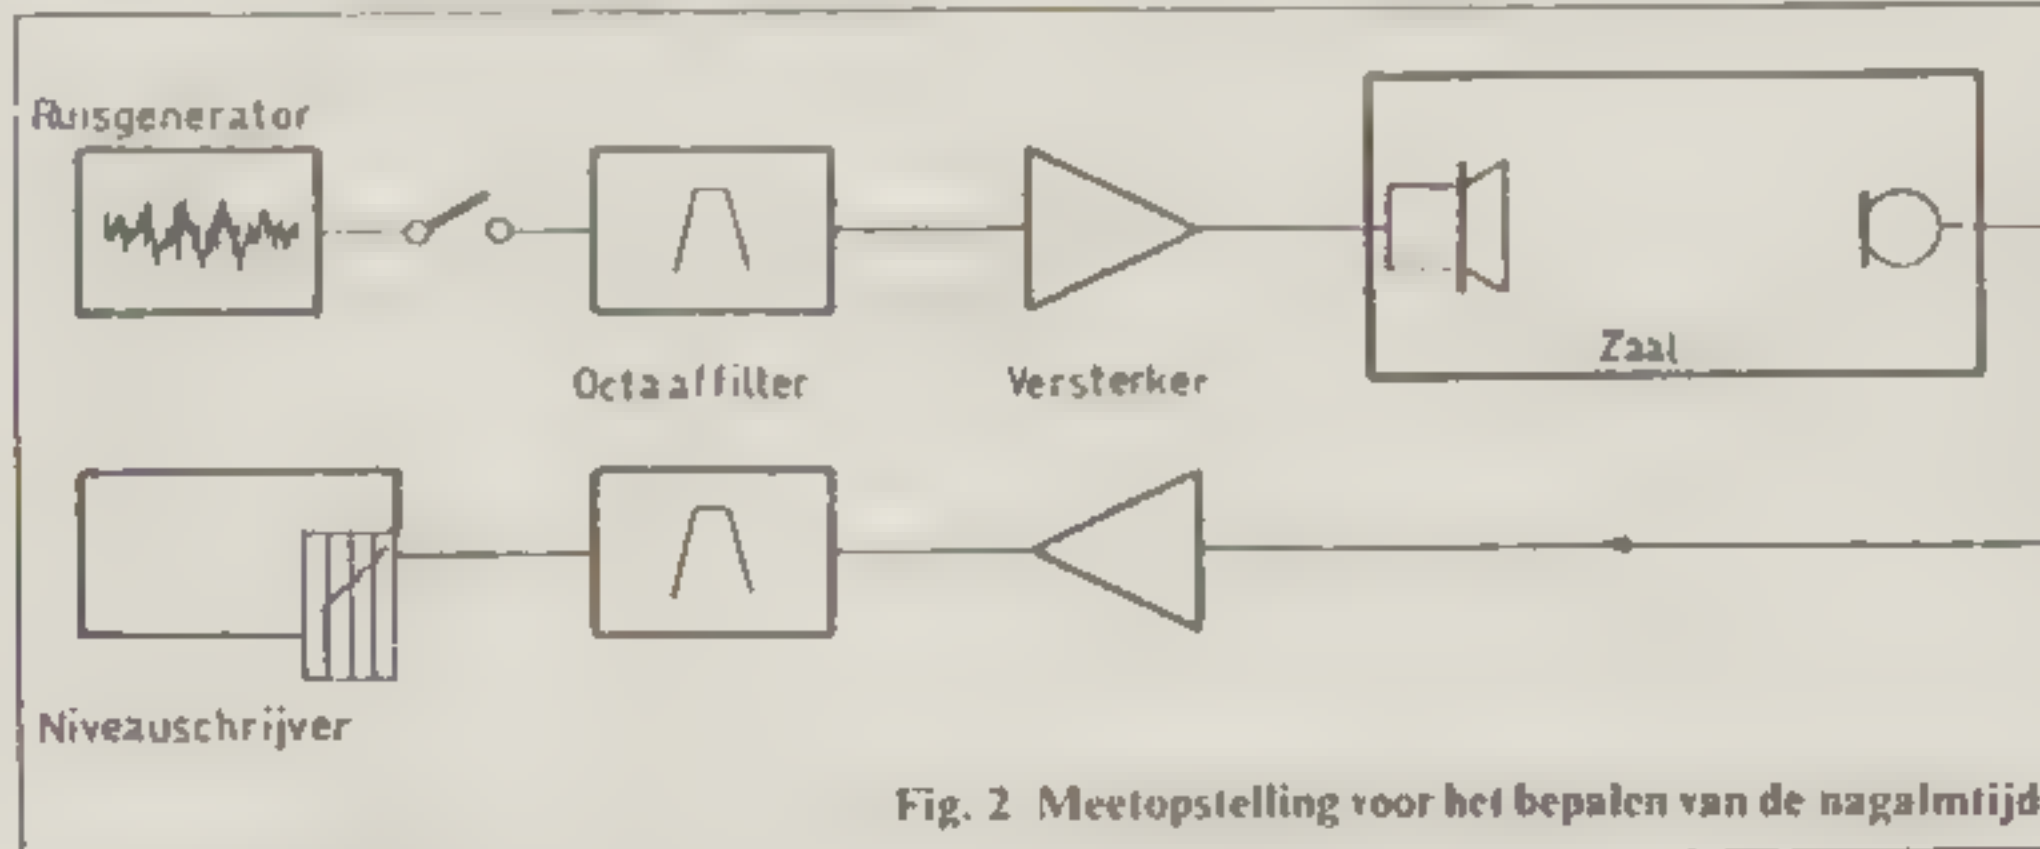 Ruisgenerator
Zaal
Octaaffilter
Versterker
Niveauschrijver
Fig. 2 Meetopstelling voor het bepalen van de nagalmtijd